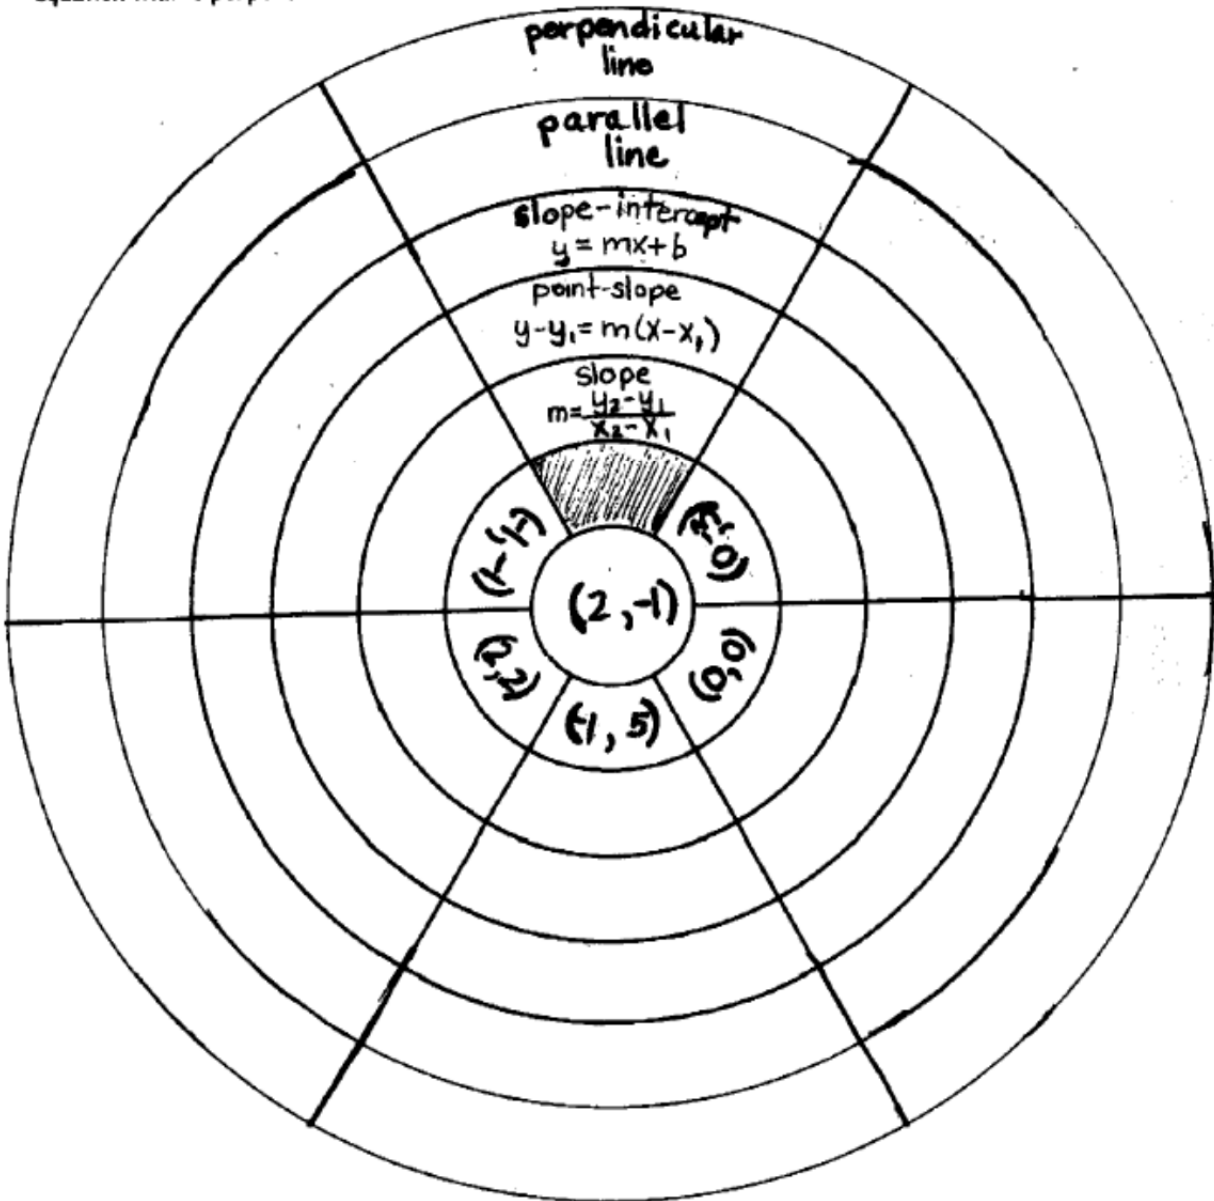 perpendicular
line
parallel
line
slope-intercept
y = mx+b
point-slope
y-y₁= m(x-x₁)
slope
m= y₂-y₁
x₂-x₁
(2,-1)
(0,0)
(-1, 5)
(2,2)